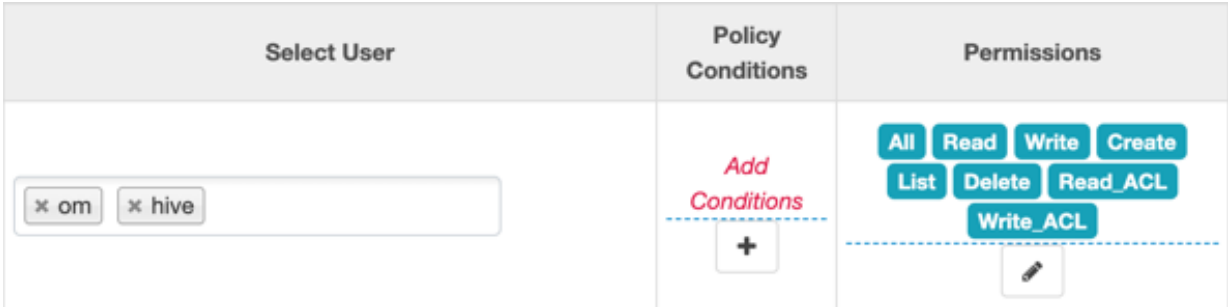 Select User
Policy
Conditions
Permissions
× om × hive
Add
Conditions
+
All Read Write Create
List Delete Read_ACL
Write_ACL